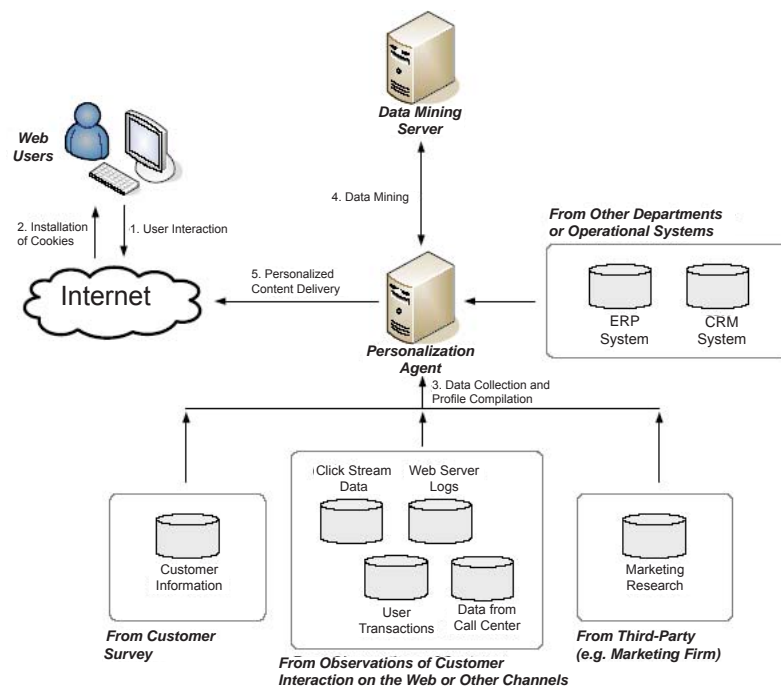 Data Mining
Server
Web
Users
4. Data Mining
2. Installation
of Cookies
1. User Interaction
From Other Departments
or Operational Systems
Internet
5. Personalized
Content Delivery
ERP
System
CRM
System
Personalization
Agent
3. Data Collection and
Profile Compilation
Click Stream
Data
Web Server
Logs
Customer
Information
User
Transactions
Data from
Call Center
Marketing
Research
From Customer
Survey
From Observations of Customer
Interaction on the Web or Other Channels
From Third-Party
(e.g. Marketing Firm)